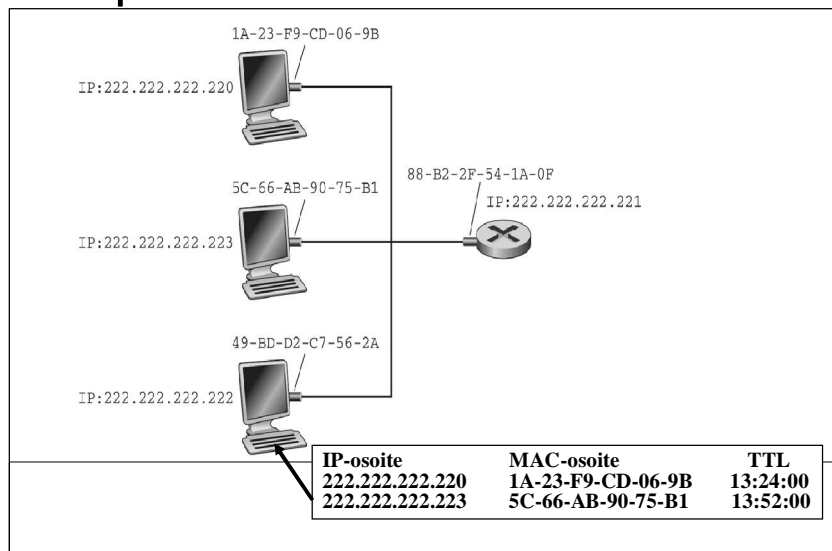 1A-23-F9-CD-06-9B
IP:222.222.222.220
88-B2-2F-54-1A-0F
5C-66-AB-90-75-B1
IP:222.222.222.221
IP:222.222.222.223
49-BD-D2-C7-56-2A
IP:222.222.222.222
IP-osoite MAC-osoite TTL
222.222.222.220 1A-23-F9-CD-06-9B 13:24:00
222.222.222.223 5C-66-AB-90-75-B1 13:52:00